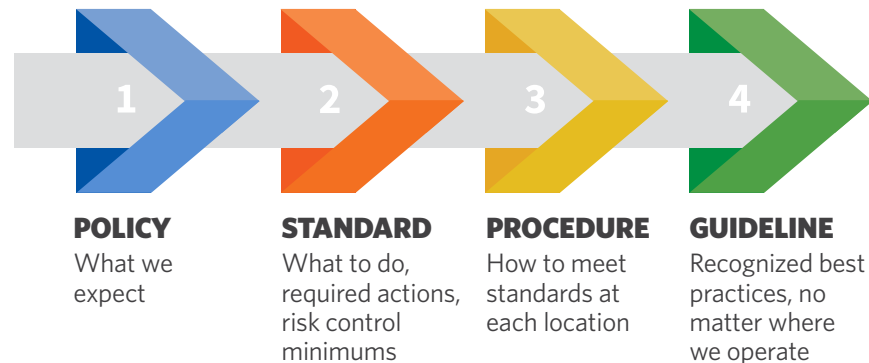 1
2
3
4
POLICY
What we
expect
STANDARD
What to do,
required actions,
risk control
minimums
PROCEDURE
How to meet
standards at
each location
GUIDELINE
Recognized best
practices, no
matter where
we operate